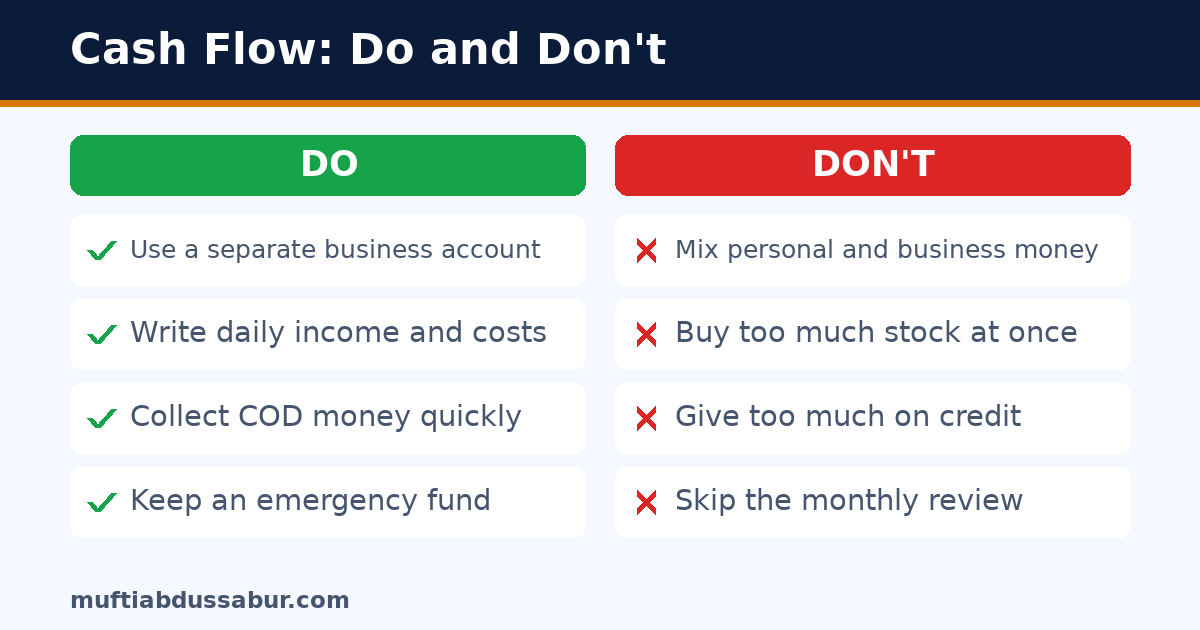 Cash Flow: Do and Don't
DO
Use a separate business account
Write daily income and costs
Collect COD money quickly
Keep an emergency fund
DON'T
Mix personal and business money
Buy too much stock at once
Give too much on credit
Skip the monthly review
muftiabdussabur.com